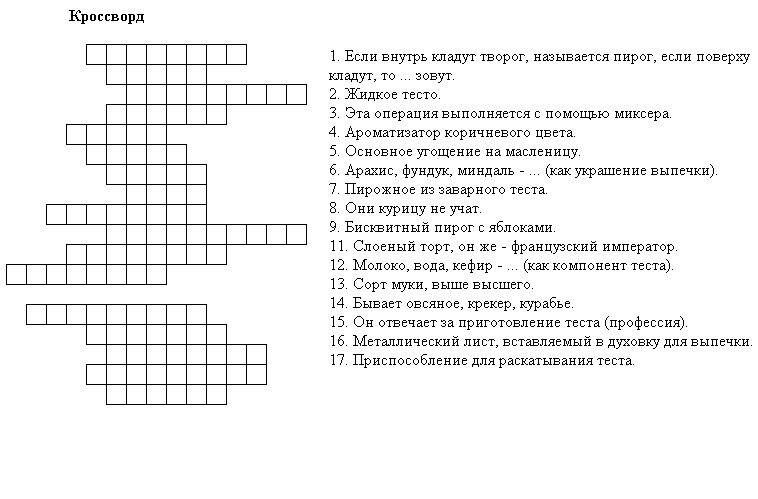 Кроссворд
1. Если внутрь кладут творог, называется пирог, если поверху
кладут, то ... зовут.
2. Жидкое тесто.
3. Эта операция выполняется с помощью миксера.
4. Ароматизатор коричневого цвета.
5. Основное угощение на масленицу.
6. Арахис, фундук, миндаль - ... (как украшение выпечки).
7. Пирожное из заварного теста.
8. Они курицу не учат.
9. Бисквитный пирог с яблоками.
11. Слоеный торт, он же - французский император.
12. Молоко, вода, кефир - ... (как компонент теста).
13. Сорт муки, выше высшего.
14. Бывает овсяное, крекер, курабье.
15. Он отвечает за приготовление теста (профессия).
16. Металлический лист, вставляемый в духовку для выпечки.
17. Приспособление для раскатывания теста.